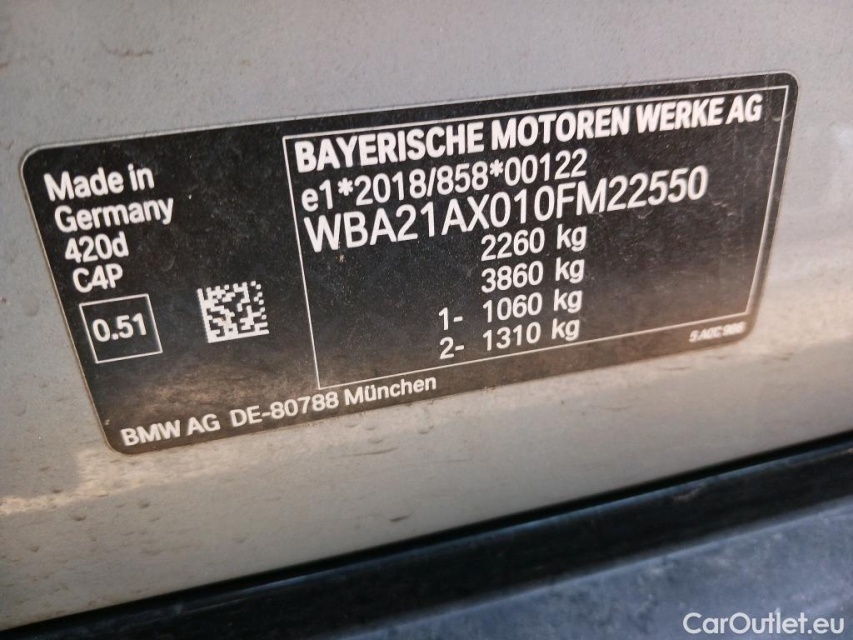 Made in
Germany
420d
C4P
0.51
BAYERISCHE MOTOREN WERKE AG
e1*2018/858*00122
WBA21AX010FM22550
2260 kg
3860 kg
1- 1060 kg
2- 1310 kg
BMW AG DE-80788 München
CarOutlet.eu